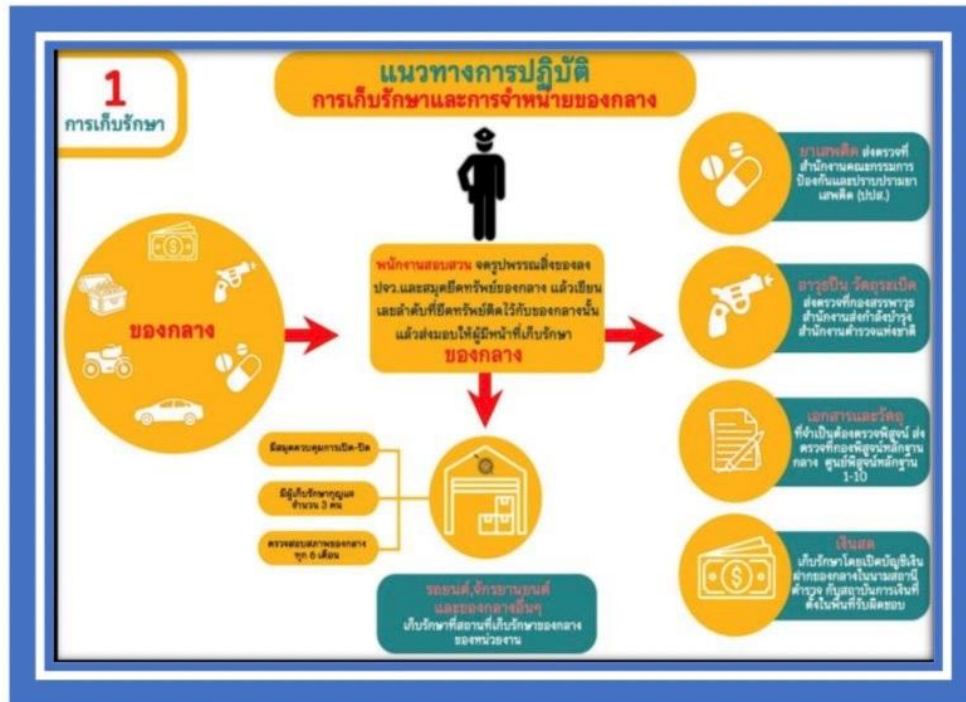 1
การเก็บรักษา
แนวทางการปฏิบัติ
การเก็บรักษาและการจำหน่ายของกลาง
ของกลาง
พนักงานสอบสวน จดรูปพรรณสิ่งของลง
ปจว.และสมุดยึดทรัพย์ของกลาง แล้วเขียน
เลขลำดับที่ยึดทรัพย์ติดไว้กับของกลางนั้น
แล้วส่งมอบให้ผู้มีหน้าที่เก็บรักษา
ของกลาง
ยาเสพติด ส่งตรวจที่
สำนักงานคณะกรรมการ
ป้องกันและปราบปรามยา
เสพติด (ปปส.)
อาวุธปืน วัตถุระเบิด
ส่งตรวจที่กองสรรพาวุธ
สำนักงานส่งกำลังบำรุง
สำนักงานตำรวจแห่งชาติ
เอกสารและวัตถุ
ที่จำเป็นต้องตรวจพิสูจน์ ส่ง
ตรวจที่กองพิสูจน์หลักฐาน
กลาง ศูนย์พิสูจน์หลักฐาน
1-10
เงินสด
เก็บรักษาโดยเปิดบัญชีเงิน
ฝากของกลางในนามสถานี
ตำรวจ กับสถาบันการเงินที่
ตั้งในพื้นที่รับผิดชอบ
มีสมุดควบคุมการเปิด-ปิด
มีผู้เก็บรักษากุญแจ
จำนวน 3 คน
ตรวจสอบสภาพของกลาง
ทุก 6 เดือน
รถยนต์,จักรยานยนต์
และของกลางอื่นๆ
เก็บรักษาที่สถานที่เก็บรักษาของกลาง
ของหน่วยงาน